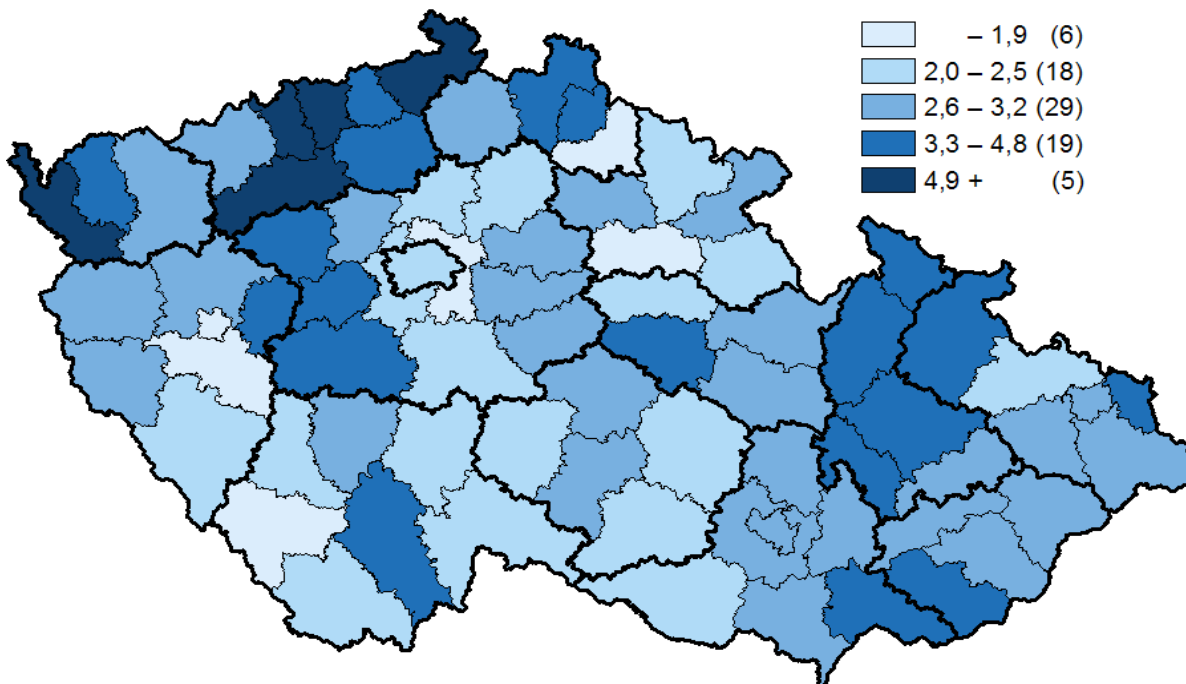 – 1,9 (6)
2,0 – 2,5 (18)
2,6 – 3,2 (29)
3,3 – 4,8 (19)
4,9 + (5)